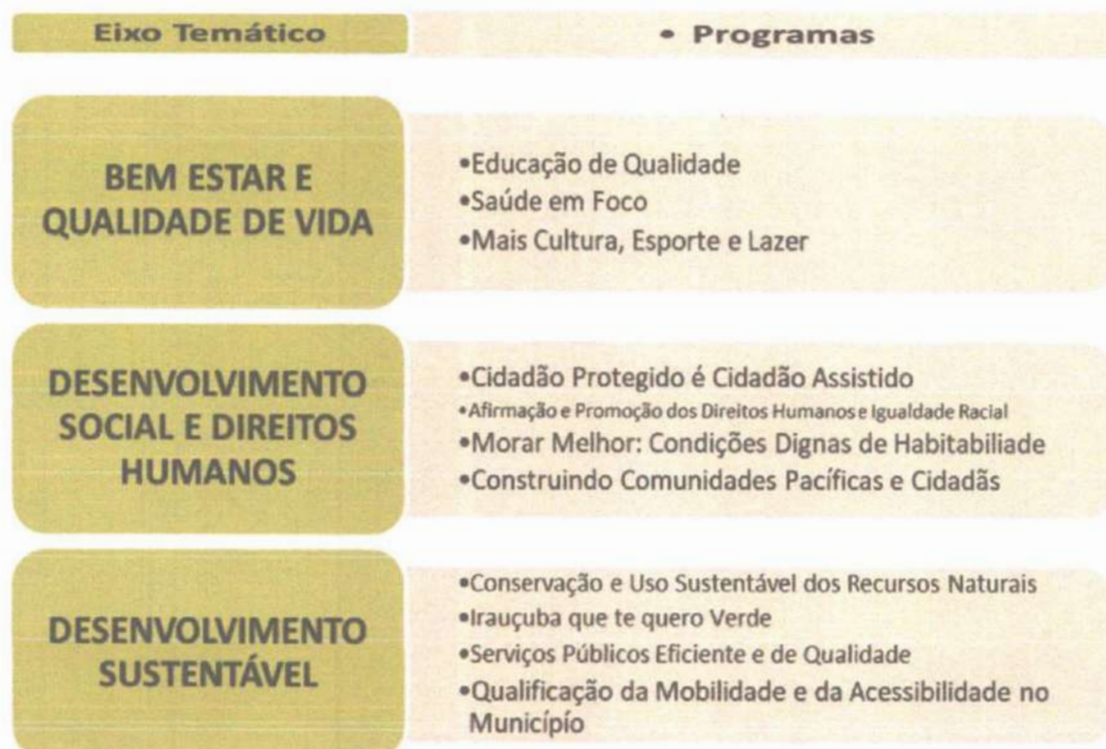 Eixo Temático
• Programas
BEM ESTAR E
QUALIDADE DE VIDA
•Educação de Qualidade
•Saúde em Foco
•Mais Cultura, Esporte e Lazer
DESENVOLVIMENTO
SOCIAL E DIREITOS
HUMANOS
•Cidadão Protegido é Cidadão Assistido
•Afirmação e Promoção dos Direitos Humanos e Igualdade Racial
•Morar Melhor: Condições Dignas de Habitabiliade
•Construindo Comunidades Pacíficas e Cidadãs
DESENVOLVIMENTO
SUSTENTÁVEL
•Conservação e Uso Sustentável dos Recursos Naturais
•Irauçuba que te quero Verde
•Serviços Públicos Eficiente e de Qualidade
•Qualificação da Mobilidade e da Acessibilidade no
Município